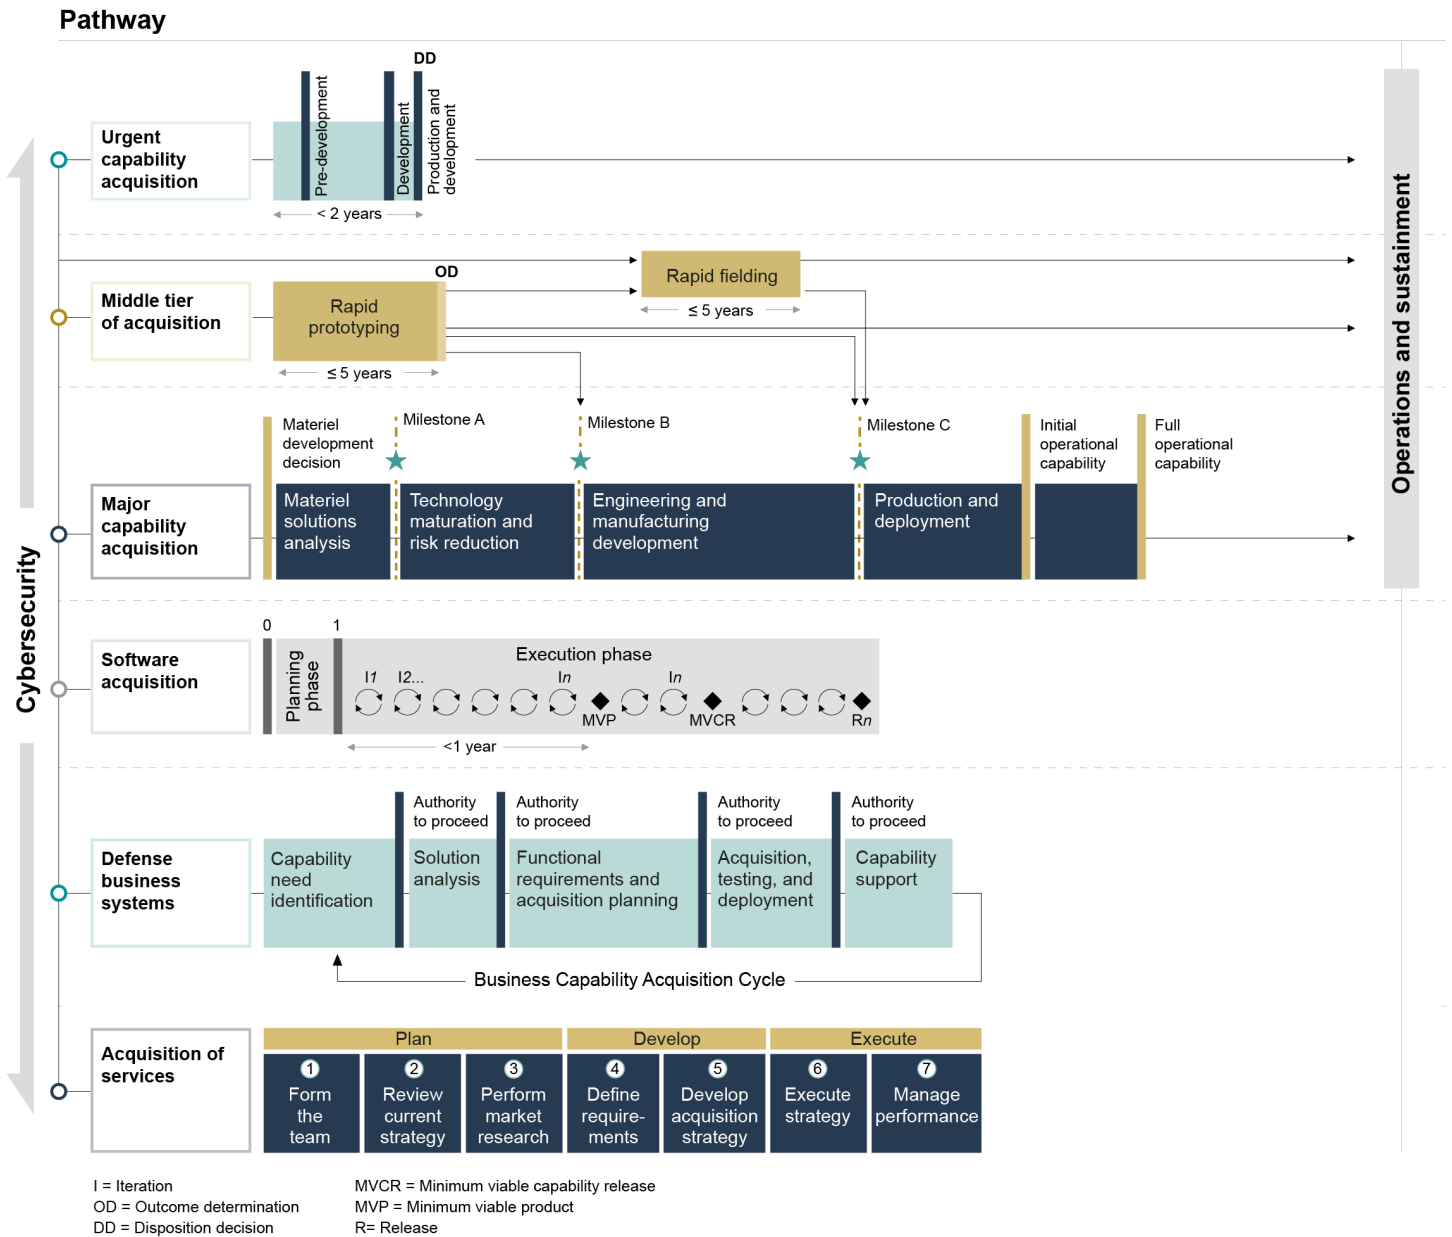 Pathway
DD
Urgent
capability
acquisition
Pre-development
Development
Production and
development
< 2 years
Operations and sustainment
Middle tier
of acquisition
OD
Rapid
prototyping
≤ 5 years
Rapid fielding
≤ 5 years
Cybersecurity
Major
capability
acquisition
Materiel
development
decision
Milestone A
Milestone B
Milestone C
Initial
operational
capability
Full
operational
capability
Materiel
solutions
analysis
Technology
maturation and
risk reduction
Engineering and
manufacturing
development
Production and
deployment
Software
acquisition
0
1
Planning
phase
Execution phase
I1
I2...
In
In
MVP
MVCR
Rn
<1 year
Defense
business
systems
Authority
to proceed
Authority
to proceed
Authority
to proceed
Authority
to proceed
Capability
need
identification
Solution
analysis
Functional
requirements and
acquisition planning
Acquisition,
testing, and
deployment
Capability
support
Business Capability Acquisition Cycle
Acquisition of
services
Plan
Develop
Execute
1
Form
the
team
2
Review
current
strategy
3
Perform
market
research
4
Define
require-
ments
5
Develop
acquisition
strategy
6
Execute
strategy
7
Manage
performance
I = Iteration
OD = Outcome determination
DD = Disposition decision
MVCR = Minimum viable capability release
MVP = Minimum viable product
R= Release